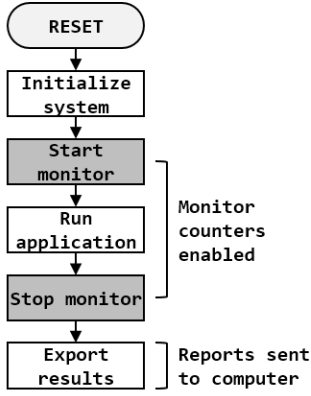 RESET
Initialize
system
Start
monitor
Run
application
Stop monitor
Monitor
counters
enabled
Export
results
Reports sent
to computer